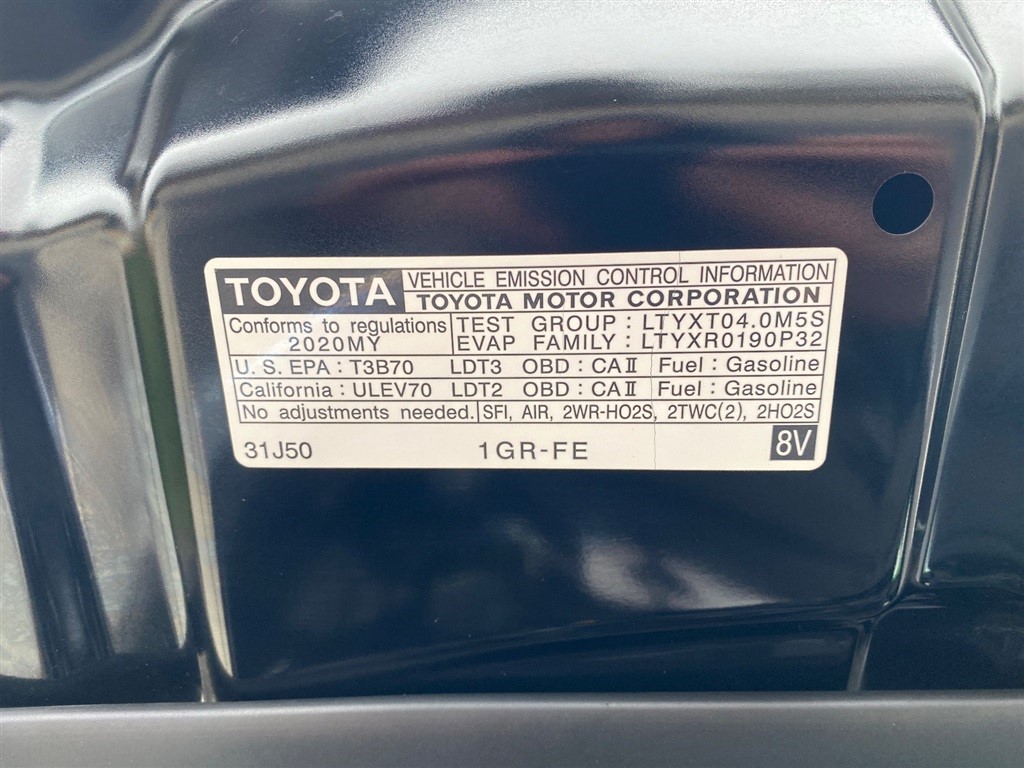 TOYOTA VEHICLE EMISSION CONTROL INFORMATION
TOYOTA MOTOR CORPORATION
Conforms to regulations TEST GROUP : LTYXT04.0M5S
2020MY EVAP FAMILY : LTYXR0190P32
U. S. EPA : T3B70 LDT3 OBD : CAⅡ Fuel : Gasoline
California : ULEV70 LDT2 OBD : CAⅡ Fuel : Gasoline
No adjustments needed. SFI, AIR, 2WR-HO2S, 2TWC(2), 2HO2S
31J50 1GR-FE 8V